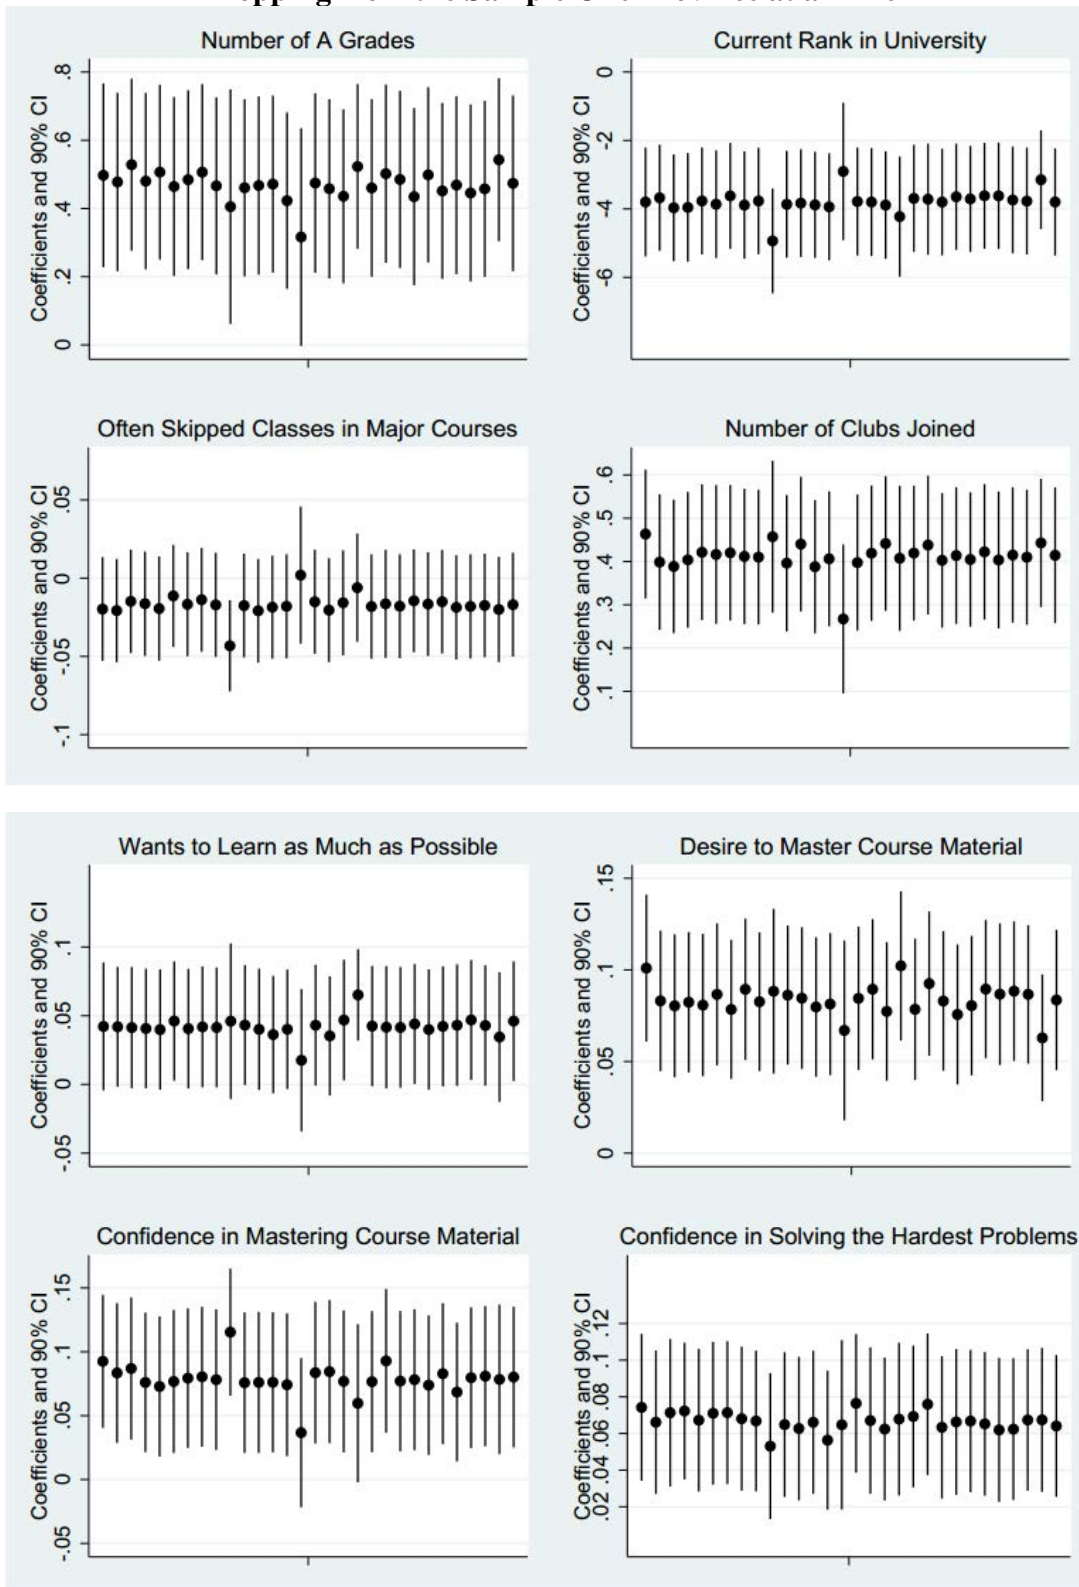 Number of A Grades
Coefficients and 90% CI
.8
.6
.4
.2
0
Current Rank in University
Coefficients and 90% CI
0
-2
-4
-6
Often Skipped Classes in Major Courses
Coefficients and 90% CI
.05
0
-.05
-.1
Number of Clubs Joined
Coefficients and 90% CI
.6
.5
.4
.3
.2
.1
Wants to Learn as Much as Possible
Coefficients and 90% CI
.1
.05
0
-.05
Desire to Master Course Material
Coefficients and 90% CI
.15
.1
.05
0
Confidence in Mastering Course Material
Coefficients and 90% CI
.15
.1
.05
0
-.05
Confidence in Solving the Hardest Problems
Coefficients and 90% CI
.12
.1
.08
.06
.04
.02